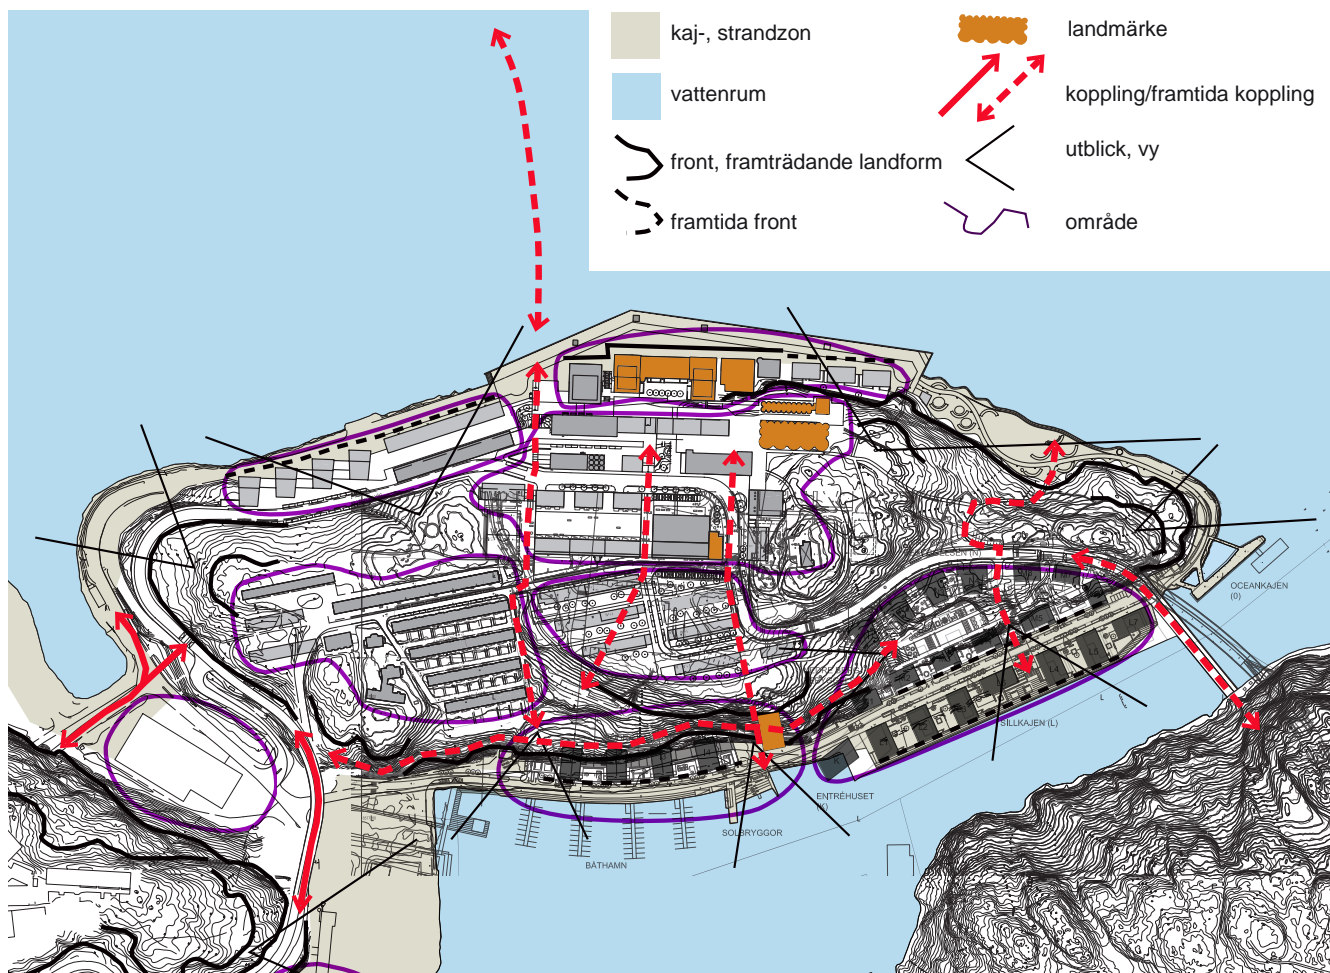 kaj-, strandzon
landmärke
vattenrum
koppling/framtida koppling
front, framträdande landform
utblick, vy
framtida front
område
OCEANKAJEN
(0)
SILLKAJEN (L)
ENTRÉHUSET
SOLBRYGGOR
BÅTHAMN